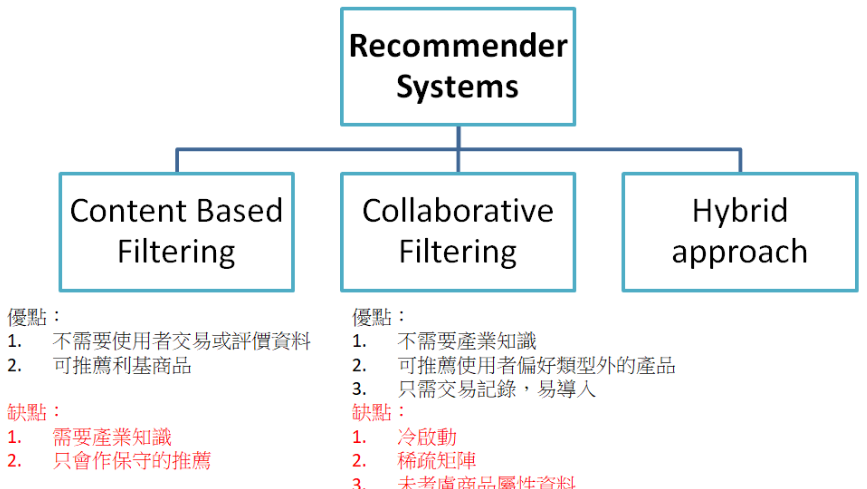 Recommender
Systems
Content Based
Filtering
Collaborative
Filtering
Hybrid
approach
優點：
1. 不需要使用者交易或評價資料
2. 可推薦利基商品
缺點：
1. 需要產業知識
2. 只會作保守的推薦
優點：
1. 不需要產業知識
2. 可推薦使用者偏好類型外的產品
3. 只需交易記錄，易導入
缺點：
1. 冷啟動
2. 稀疏矩陣
3. 未考慮商品屬性資料